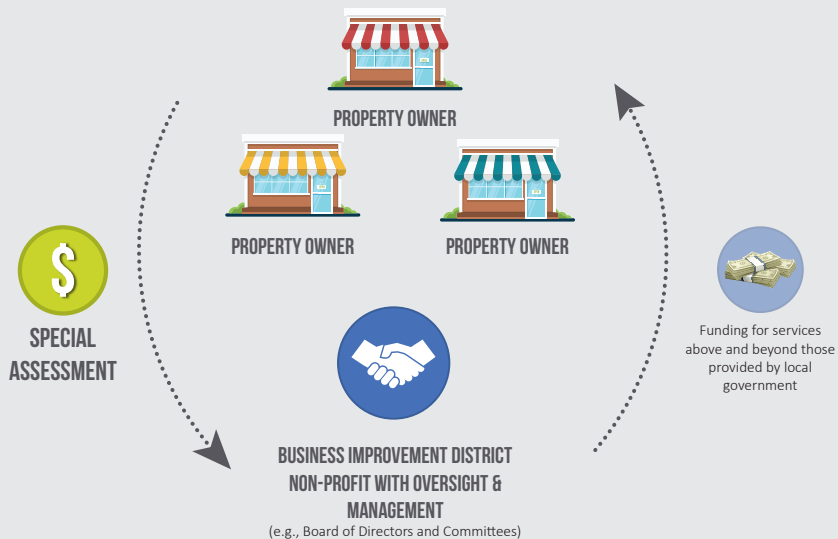 PROPERTY OWNER
PROPERTY OWNER
PROPERTY OWNER
$
SPECIAL
ASSESSMENT
Funding for services
above and beyond those
provided by local
government
BUSINESS IMPROVEMENT DISTRICT
NON-PROFIT WITH OVERSIGHT &
MANAGEMENT
(e.g., Board of Directors and Committees)